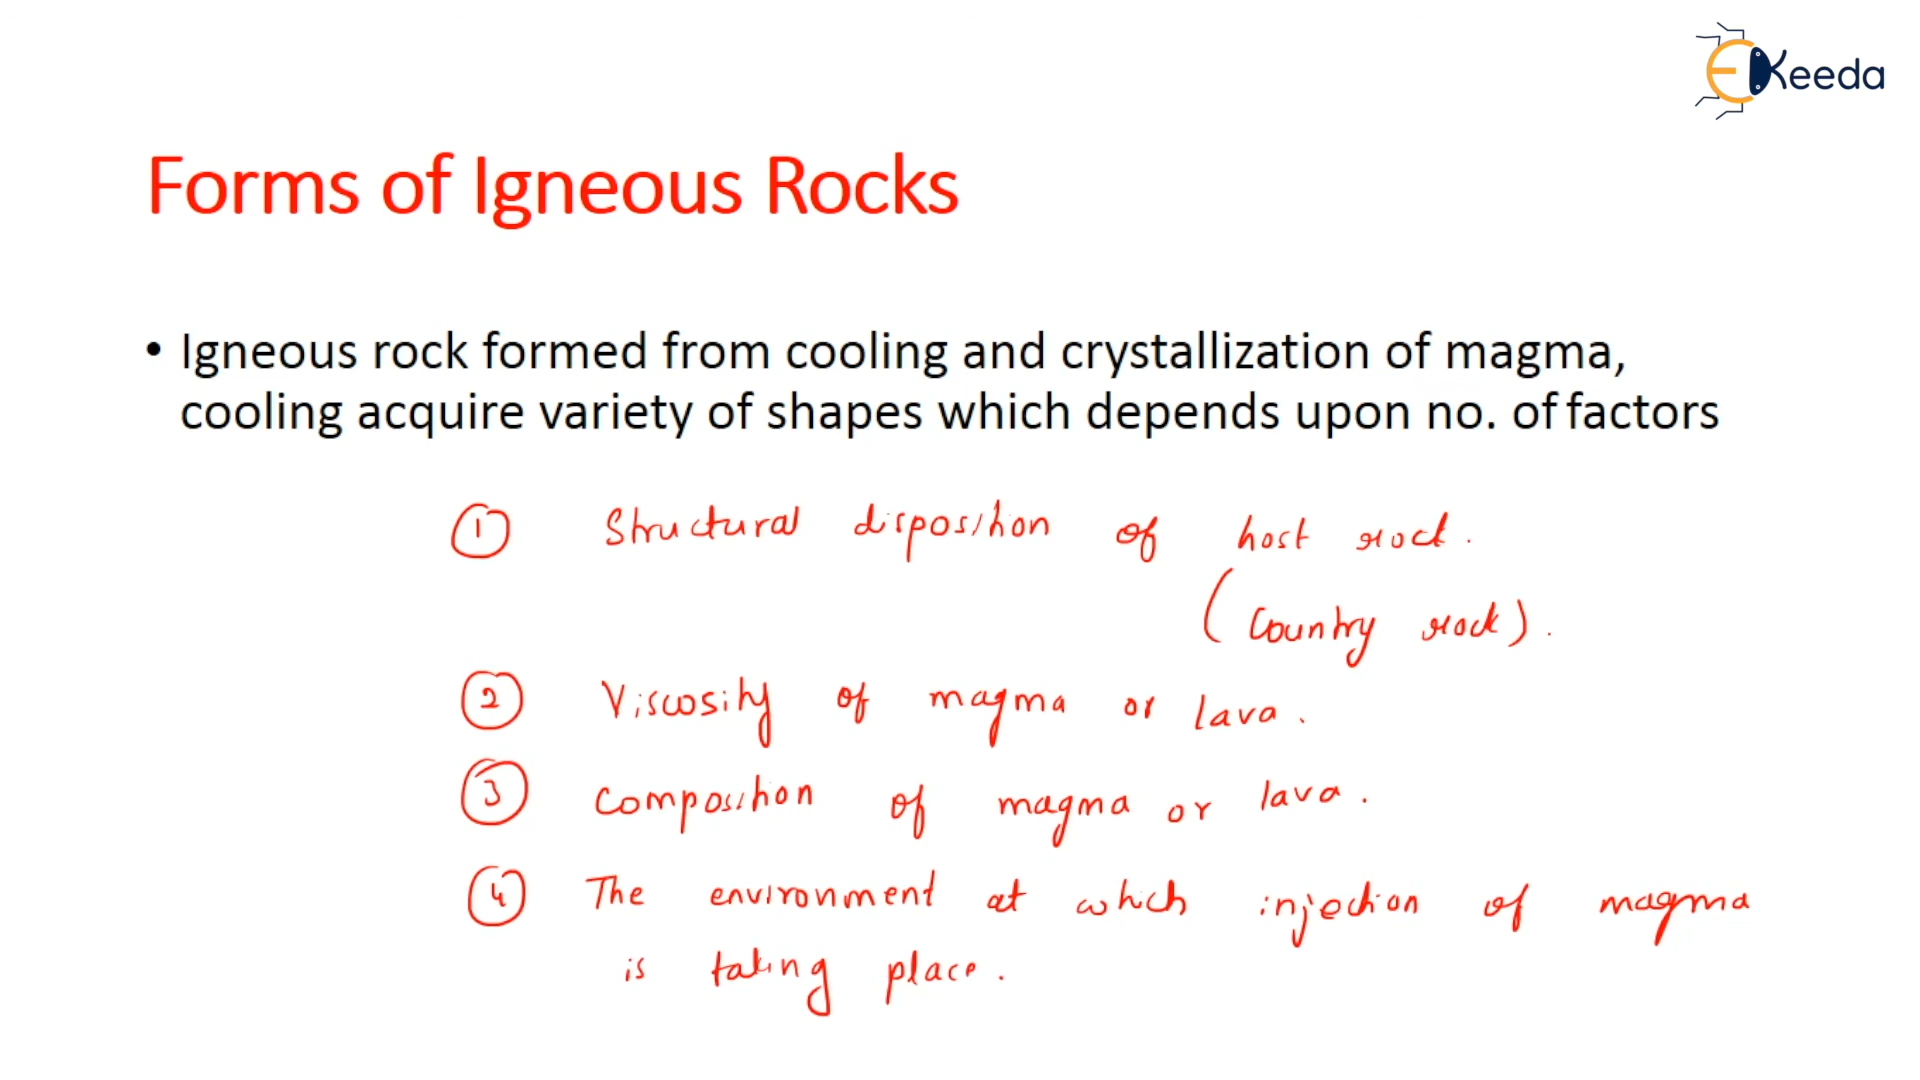 EKeeda
Forms of Igneous Rocks
• Igneous rock formed from cooling and crystallization of magma,
cooling acquire variety of shapes which depends upon no. of factors
① Structural disposition of host rock.
(Country rock).
② Viscosity of magma or lava.
③ Composition of magma or lava.
④ The environment at which injection of magma
is taking place.